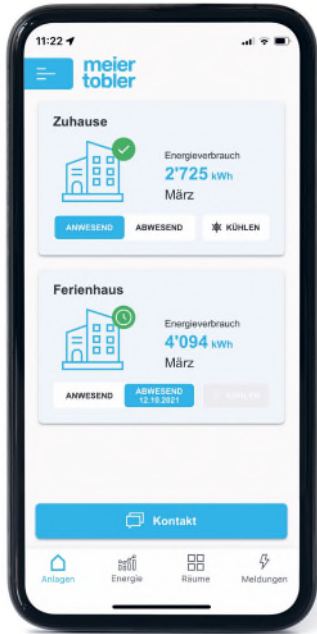 11:22
meier
tobler
Zuhause
Energieverbrauch
2'725 kWh
März
ANWESEND
ABWESEND
KÜHLEN
Ferienhaus
Energieverbrauch
4'094 kWh
März
ANWESEND
ABWESEND
12.10.2021
KÜHLEN
Kontakt
Anlagen
Energie
Räume
Meldungen